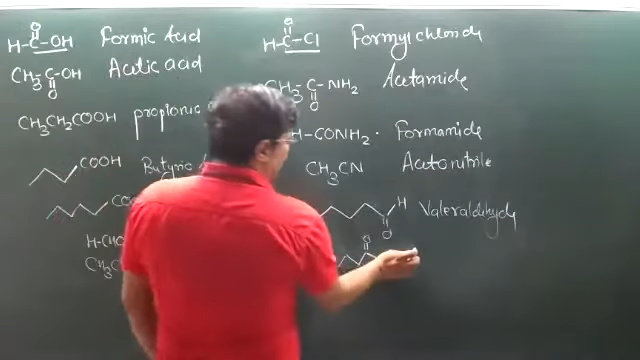 H-C-OH Formic Acid
O
CH3-C-OH Acetic acid
O
CH3CH2COOH propionic
COOH Butyric
H-CHO
CH3C
H-C-Cl Formyl chloride
O
CH3-C-NH2 Acetamide
O
H-CONH2. Formamide
CH3CN Acetonitrile
H Valeraldehyde
O
O